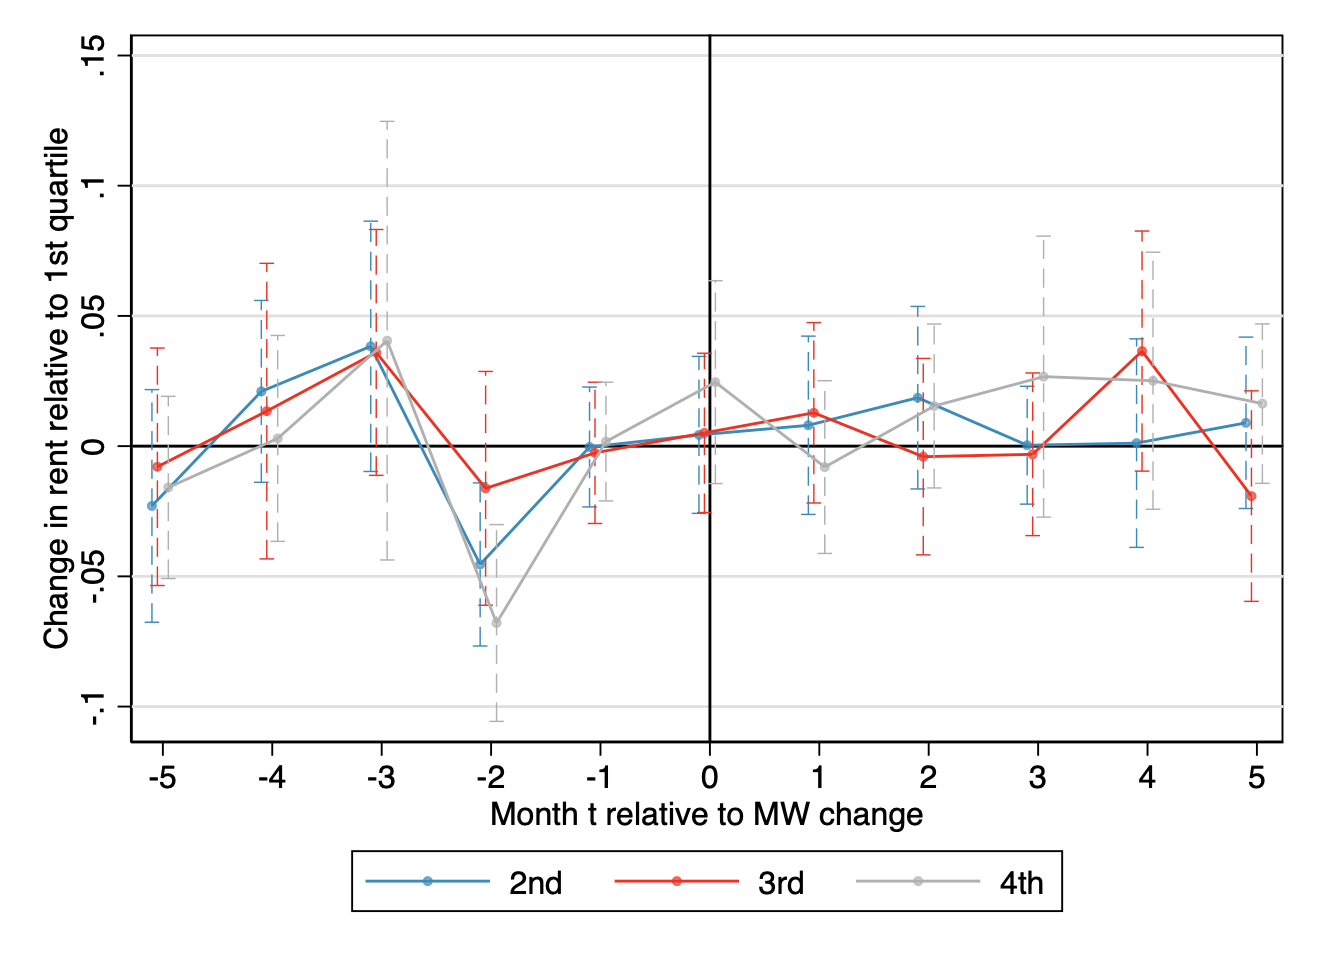 Change in rent relative to 1st quartile
.15
.1
.05
0
-.05
-.1
-5 -4 -3 -2 -1 0 1 2 3 4 5
Month t relative to MW change
2nd 3rd 4th